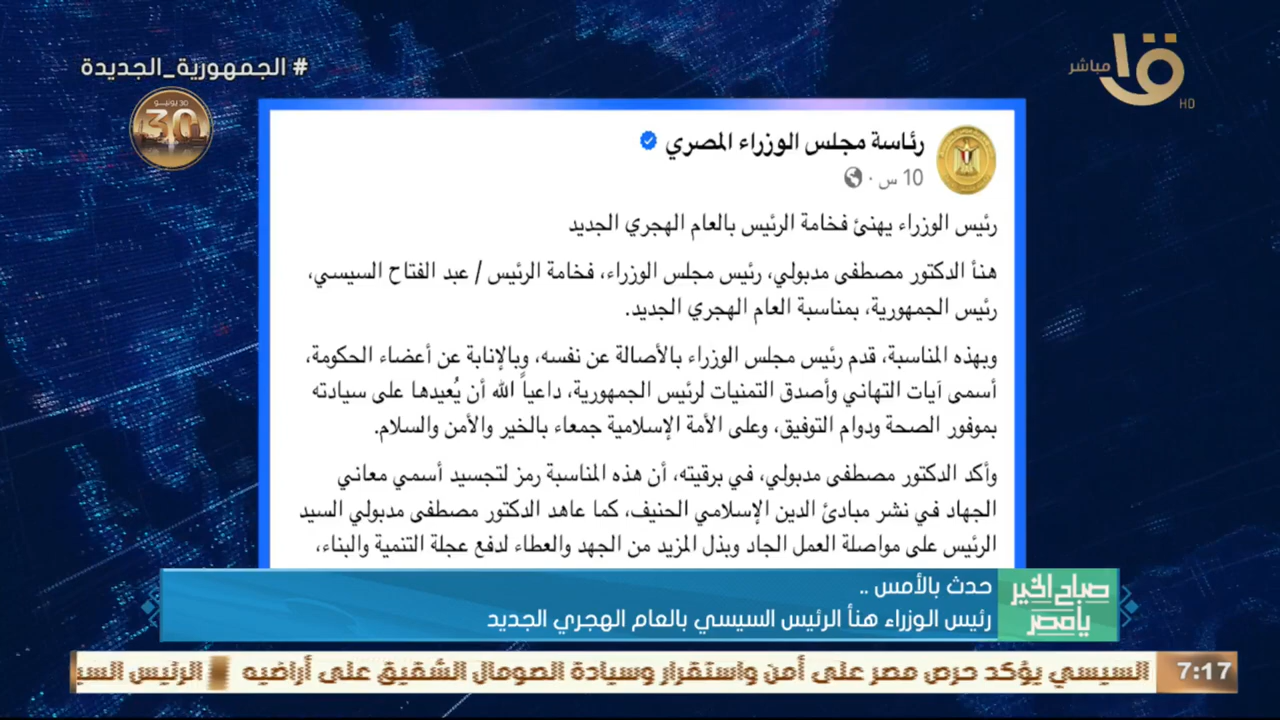 # الجمهورية_الجديدة
30 يونيو
30
مباشر
HD
رئاسة مجلس الوزراء المصري
10 س ·
رئيس الوزراء يهنئ فخامة الرئيس بالعام الهجري الجديد
هنأ الدكتور مصطفى مدبولي، رئيس مجلس الوزراء، فخامة الرئيس / عبد الفتاح السيسي،
رئيس الجمهورية، بمناسبة العام الهجري الجديد.
وبهذه المناسبة، قدم رئيس مجلس الوزراء بالأصالة عن نفسه، وبالإنابة عن أعضاء الحكومة،
أسمى آيات التهاني وأصدق التمنيات لرئيس الجمهورية، داعياً الله أن يُعيدها على سيادته
بموفور الصحة ودوام التوفيق، وعلى الأمة الإسلامية جمعاء بالخير والأمن والسلام.
وأكد الدكتور مصطفى مدبولي، في برقيته، أن هذه المناسبة رمز لتجسيد أسمي معاني
الجهاد في نشر مبادئ الدين الإسلامي الحنيف، كما عاهد الدكتور مصطفى مدبولي السيد
الرئيس على مواصلة العمل الجاد وبذل المزيد من الجهد والعطاء لدفع عجلة التنمية والبناء،
صباح الخير
يا مصر
حدث بالأمس ..
رئيس الوزراء هنأ الرئيس السيسي بالعام الهجري الجديد
7:17
السيسي يؤكد حرص مصر على أمن واستقرار وسيادة الصومال الشقيق على أراضيه
الرئيس